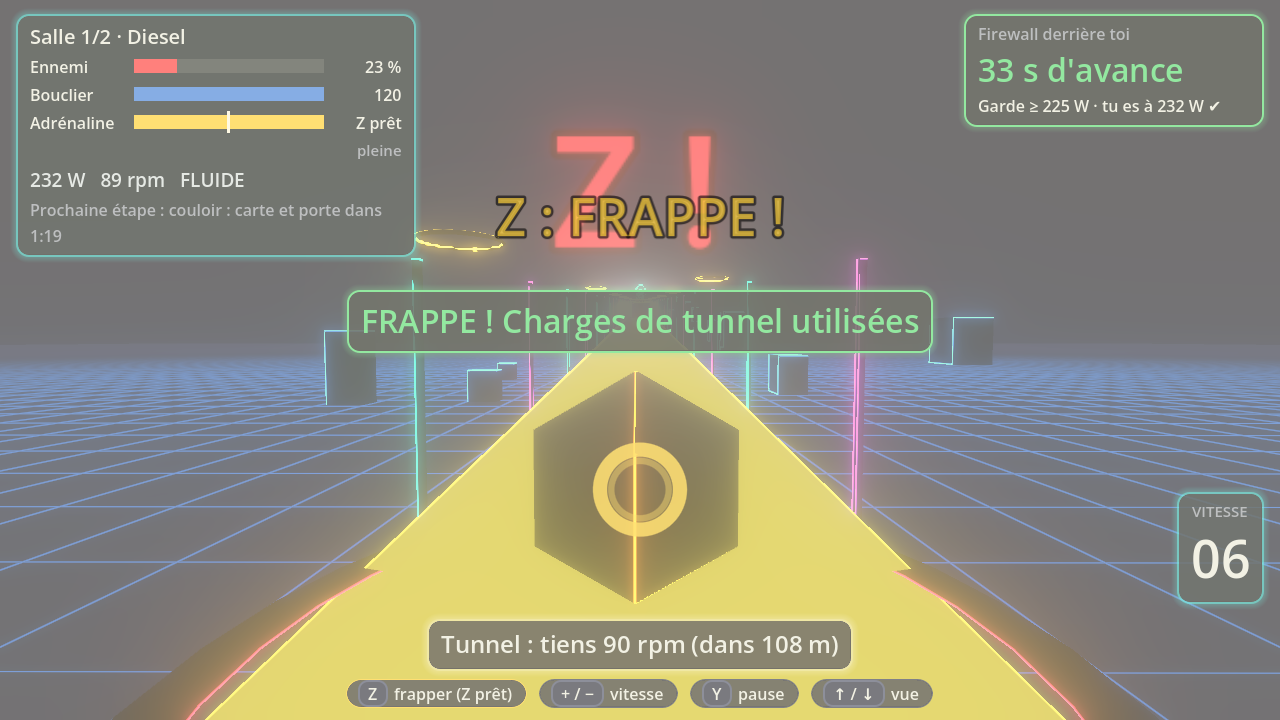 Salle 1/2 · Diesel
Ennemi 23 %
Bouclier 120
Adrénaline Z prêt
pleine
232 W 89 rpm FLUIDE
Prochaine étape : couloir : carte et porte dans
1:19
Firewall derrière toi
33 s d'avance
Garde ≥ 225 W · tu es à 232 W ✔
Z !
Z : FRAPPE !
FRAPPE ! Charges de tunnel utilisées
VITESSE
06
Tunnel : tiens 90 rpm (dans 108 m)
Z frapper (Z prêt) + / − vitesse Y pause ↑ / ↓ vue